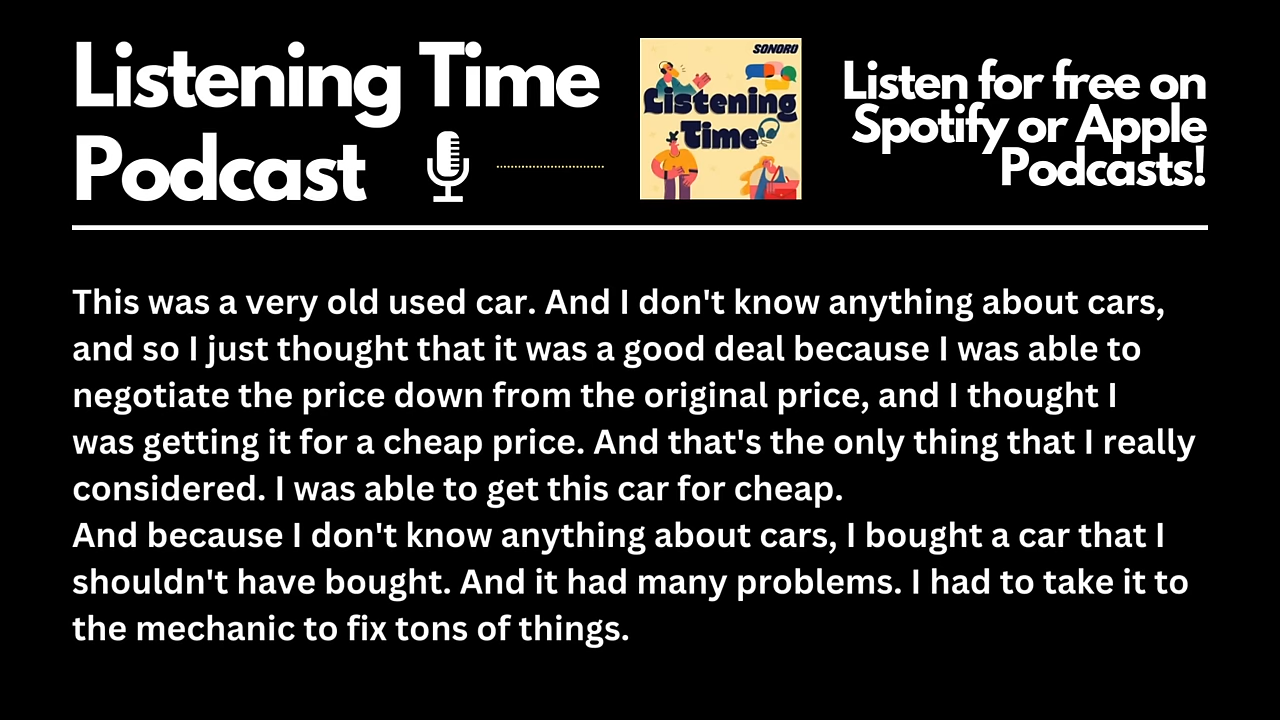 Listening Time
Podcast
SONORO
Listening
Time
Listen for free on
Spotify or Apple
Podcasts!
This was a very old used car. And I don't know anything about cars,
and so I just thought that it was a good deal because I was able to
negotiate the price down from the original price, and I thought I
was getting it for a cheap price. And that's the only thing that I really
considered. I was able to get this car for cheap.
And because I don't know anything about cars, I bought a car that I
shouldn't have bought. And it had many problems. I had to take it to
the mechanic to fix tons of things.